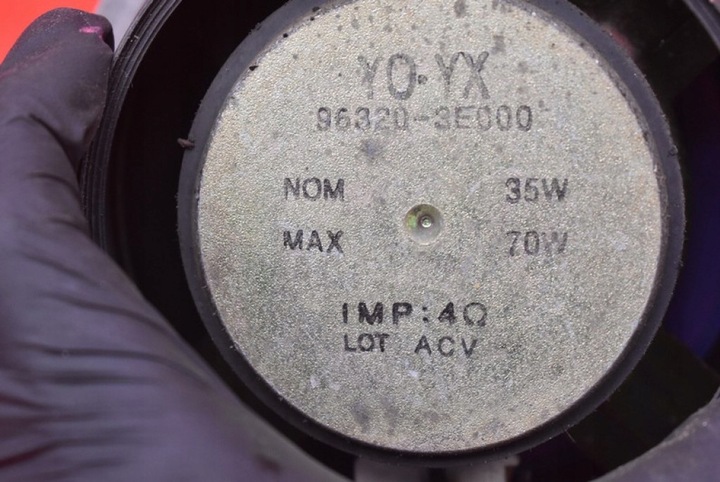 YO-YX
96320-3E000
NOM 35W
MAX 70W
IMP:4Ω
LOT ACV